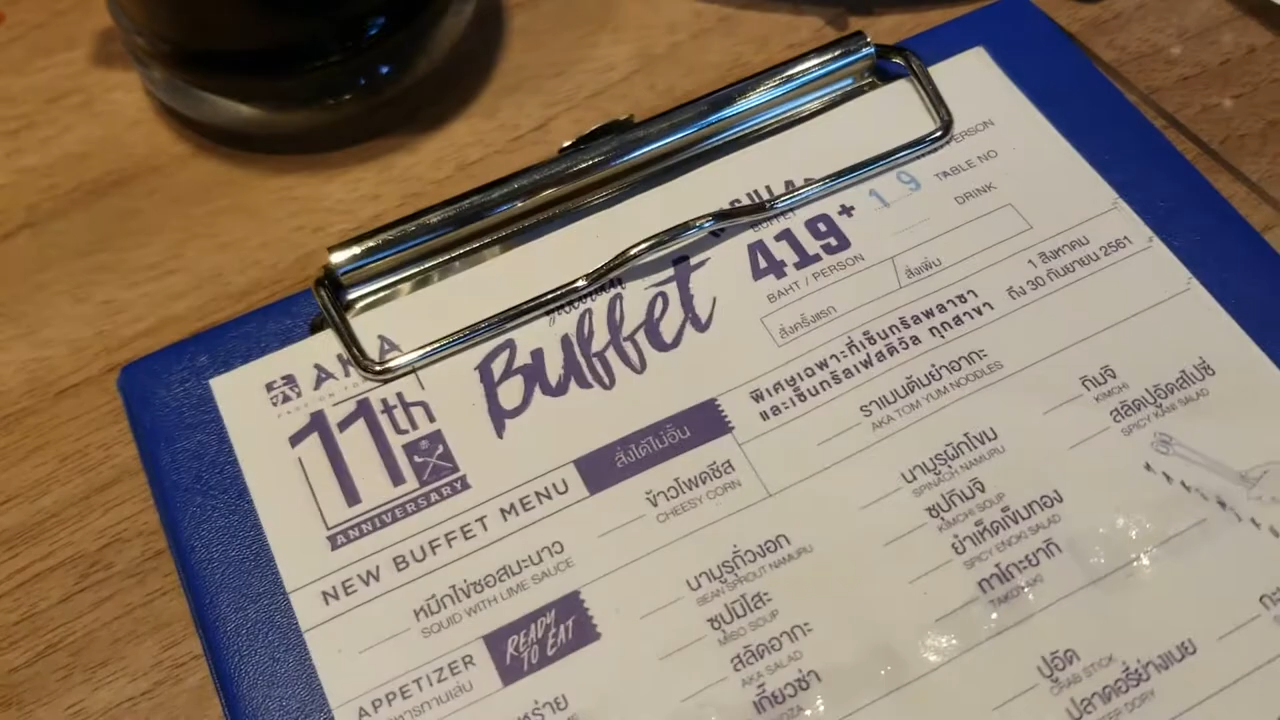 AKA
11th
ANNIVERSARY
Buffet
BUFFET
419+
BAHT / PERSON
19
PERSON
TABLE NO
DRINK
สั่งครั้งแรก
สั่งเพิ่ม
พิเศษเฉพาะที่เซ็นทรัลพลาซา
และเซ็นทรัลเฟสติวัล ทุกสาขา
1 สิงหาคม
ถึง 30 กันยายน 2561
NEW BUFFET MENU
สั่งได้ไม่อั้น
หมึกไข่ซอสมะนาว
SQUID WITH LIME SAUCE
ข้าวโพดชีส
CHEESY CORN
ราเมนต้มยำอากะ
AKA TOM YUM NOODLES
APPETIZER
READY
TO EAT
นามูรุถั่วงอก
BEAN SPROUT NAMURU
ซุปมิโสะ
MISO SOUP
สลัดอากะ
AKA SALAD
เกี๊ยวซ่า
นามูรุผักโขม
SPINACH NAMURU
ซุปกิมจิ
KIMCHI SOUP
ยำเห็ดเข็มทอง
SPICY ENOKI SALAD
ทาโกะยากิ
TAKOYAKI
กิมจิ
KIMCHI
สลัดปูอัดสไปซี่
SPICY KANI SALAD
ปูอัด
CRAB STICK
ปลาดอรี่ย่างเนย